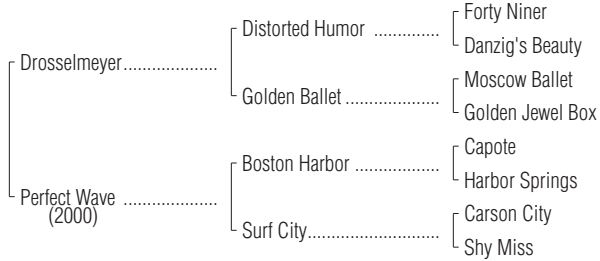 Forty Niner
Distorted Humor ..............
Danzig's Beauty
Drosselmeyer....................
Moscow Ballet
Golden Ballet ....................
Golden Jewel Box
Capote
Boston Harbor ..................
Harbor Springs
Perfect Wave ....................
(2000)
Carson City
Surf City............................
Shy Miss